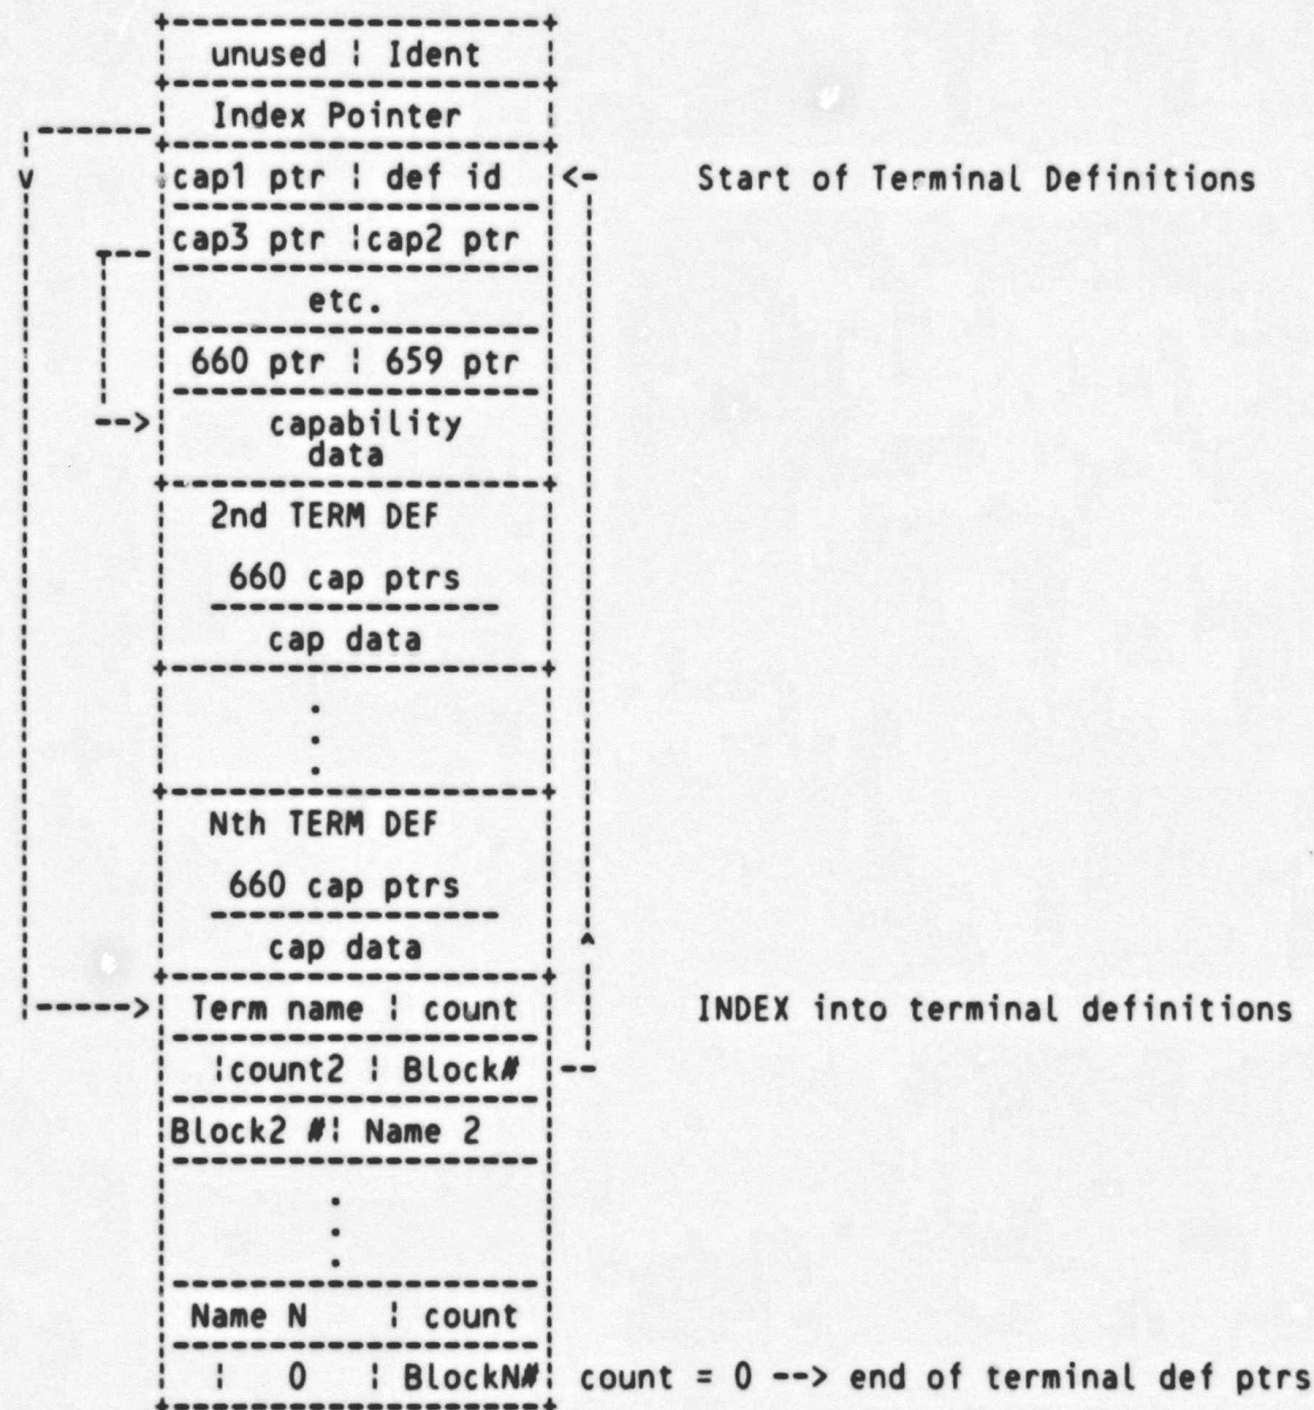 unused ¦ Ident
Index Pointer
cap1 ptr ¦ def id <- Start of Terminal Definitions
cap3 ptr ¦cap2 ptr
etc.
660 ptr ¦ 659 ptr
--> capability
data
2nd TERM DEF
660 cap ptrs
cap data
.
.
.
Nth TERM DEF
660 cap ptrs
cap data
-----> Term name ¦ count INDEX into terminal definitions
¦count2 ¦ Block# --
Block2 #¦ Name 2
.
.
.
Name N ¦ count
¦ 0 ¦ BlockN# count = 0 --> end of terminal def ptrs